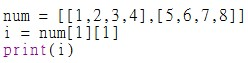 num = [[1,2,3,4],[5,6,7,8]]
i = num[1][1]
print(i)